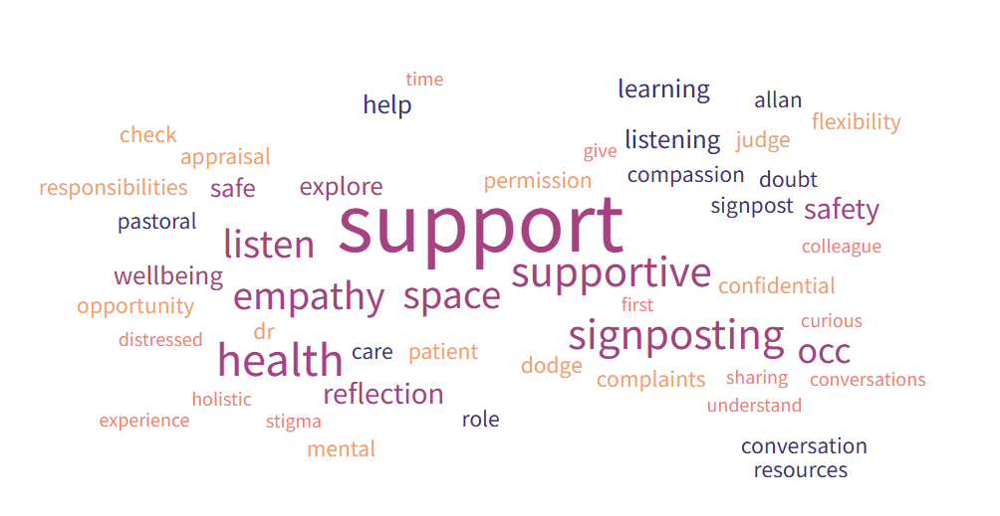 time
learning
help
allan
flexibility
check
listening
judge
give
appraisal
compassion
doubt
permission
responsibilities
safe
explore
signpost
safety
pastoral
support
listen
colleague
wellbeing
supportive
confidential
empathy
space
opportunity
first
curious
dr
signposting
distressed
health
care
patient
occ
dodge
complaints
sharing
conversations
reflection
holistic
understand
experience
stigma
role
mental
conversation
resources